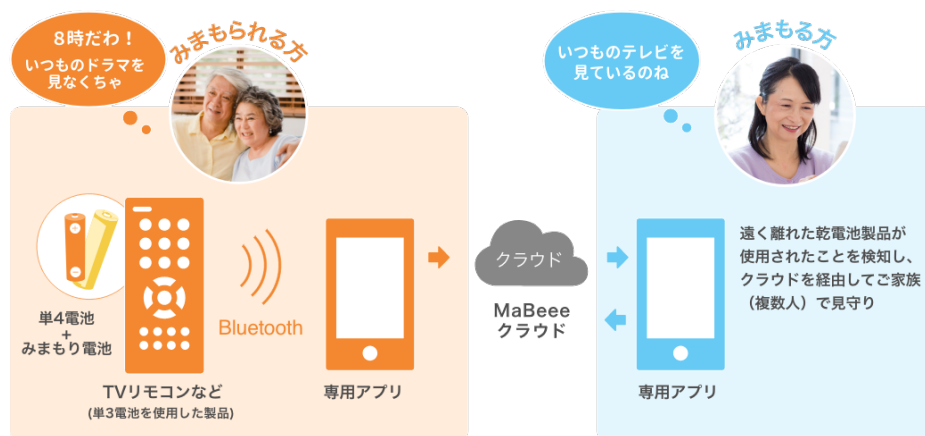 ８時だわ！
いつものドラマを
見なくちゃ
みまもられる方
単4電池
+
みまもり電池
TVリモコンなど
(単3電池を使用した製品)
Bluetooth
専用アプリ
クラウド
MaBeee
クラウド
いつものテレビを
見ているのね
みまもる方
専用アプリ
遠く離れた乾電池製品が
使用されたことを検知し、
クラウドを経由してご家族
（複数人）で見守り